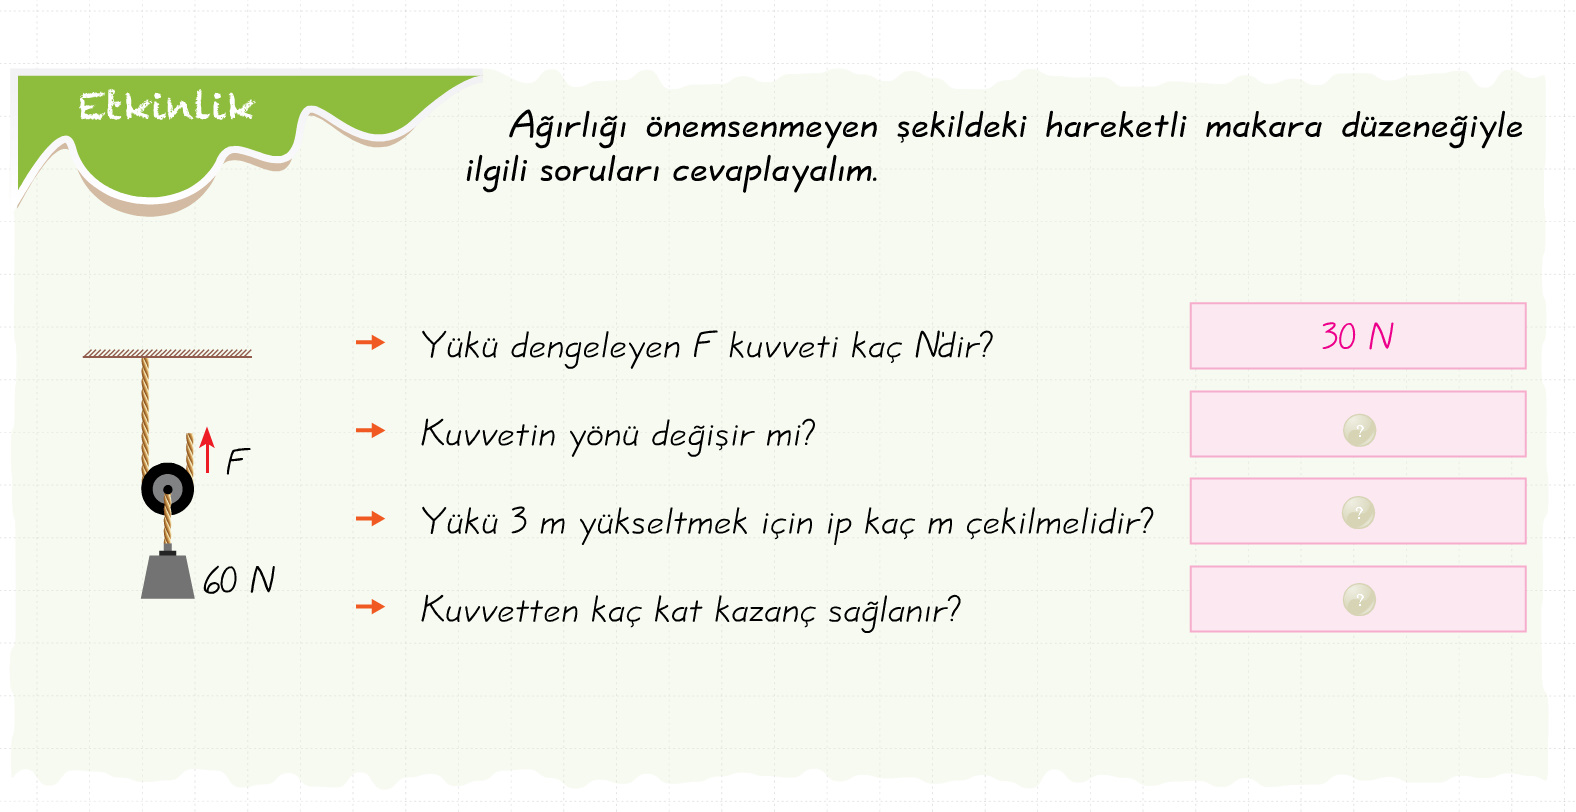 Etkinlik
Ağırlığı önemsenmeyen şekildeki hareketli makara düzeneğiyle
ilgili soruları cevaplayalım.
Yükü dengeleyen F kuvveti kaç N'dir?
30 N
Kuvvetin yönü değişir mi?
?
F
Yükü 3 m yükseltmek için ip kaç m çekilmelidir?
?
60 N
Kuvvetten kaç kat kazanç sağlanır?
?